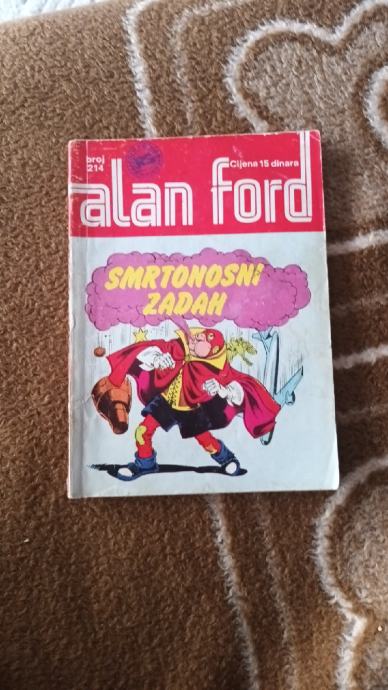 broj
214
Cijena 15 dinara
alan ford
SMRTONOSNI
ZADAH